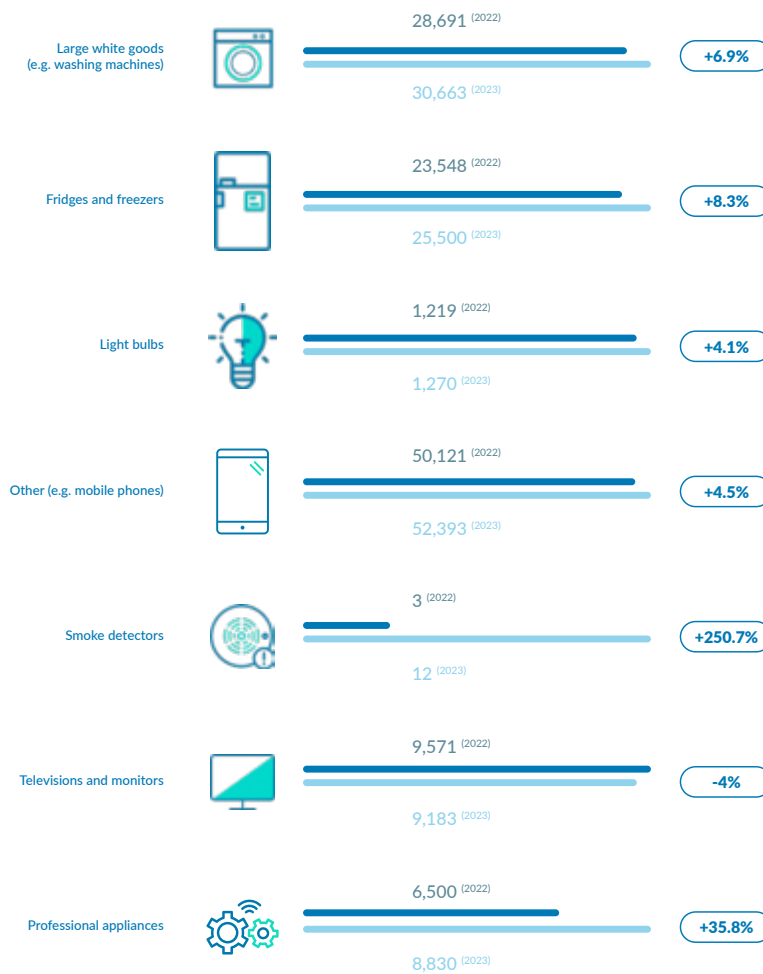 28,691 (2022)
Large white goods
(e.g. washing machines)
+6.9%
30,663 (2023)
23,548 (2022)
Fridges and freezers
+8.3%
25,500 (2023)
1,219 (2022)
Light bulbs
+4.1%
1,270 (2023)
50,121 (2022)
Other (e.g. mobile phones)
+4.5%
52,393 (2023)
3 (2022)
Smoke detectors
+250.7%
12 (2023)
9,571 (2022)
Televisions and monitors
-4%
9,183 (2023)
6,500 (2022)
Professional appliances
+35.8%
8,830 (2023)